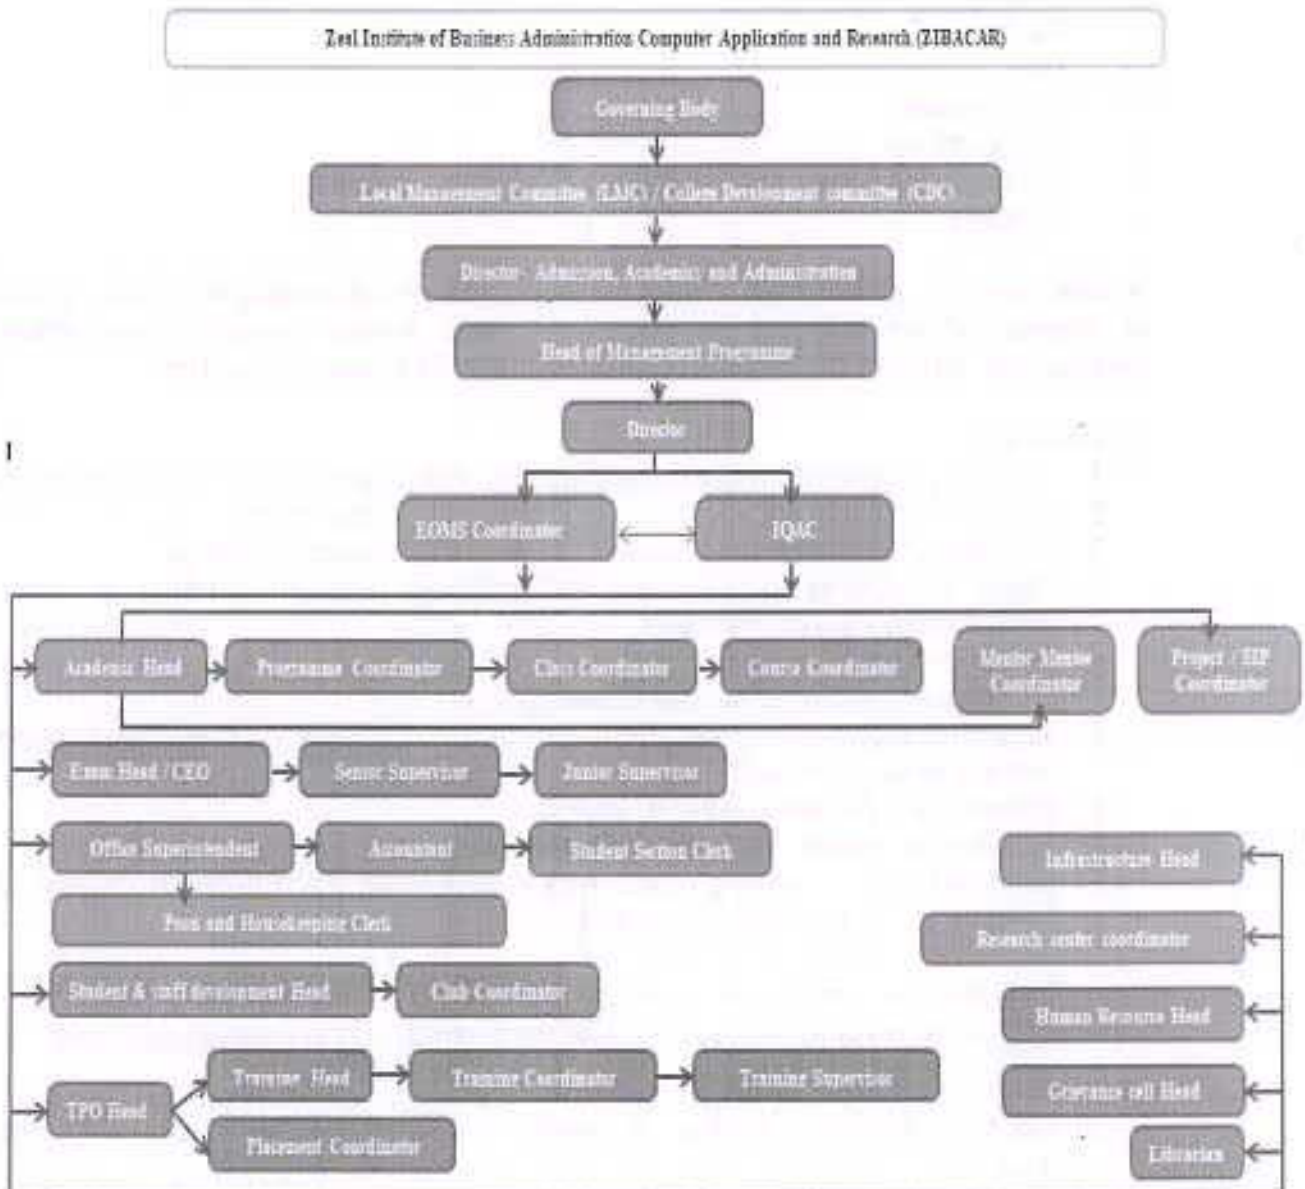 Zeal Institute of Business Administration Computer Application and Research (ZIBACAR)
Governing Body
Local Management Committee (LMC) / College Development committee (CDC)
Director- Admission, Academics and Administration
Head of Management Programme
Director
EOMS Coordinator
IQAC
Academic Head
Programme Coordinator
Class Coordinator
Course Coordinator
Mentor Mentee
Coordinator
Project / SIP
Coordinator
Exam Head / CEO
Senior Supervisor
Junior Supervisor
Office Superintendent
Accountant
Student Section Clerk
Infrastructure Head
Peon and Housekeeping Clerk
Research center coordinator
Student & staff development Head
Club Coordinator
Human Resource Head
Training Head
Training Coordinator
Training Supervisor
Grievance cell Head
TPO Head
Placement Coordinator
Librarian